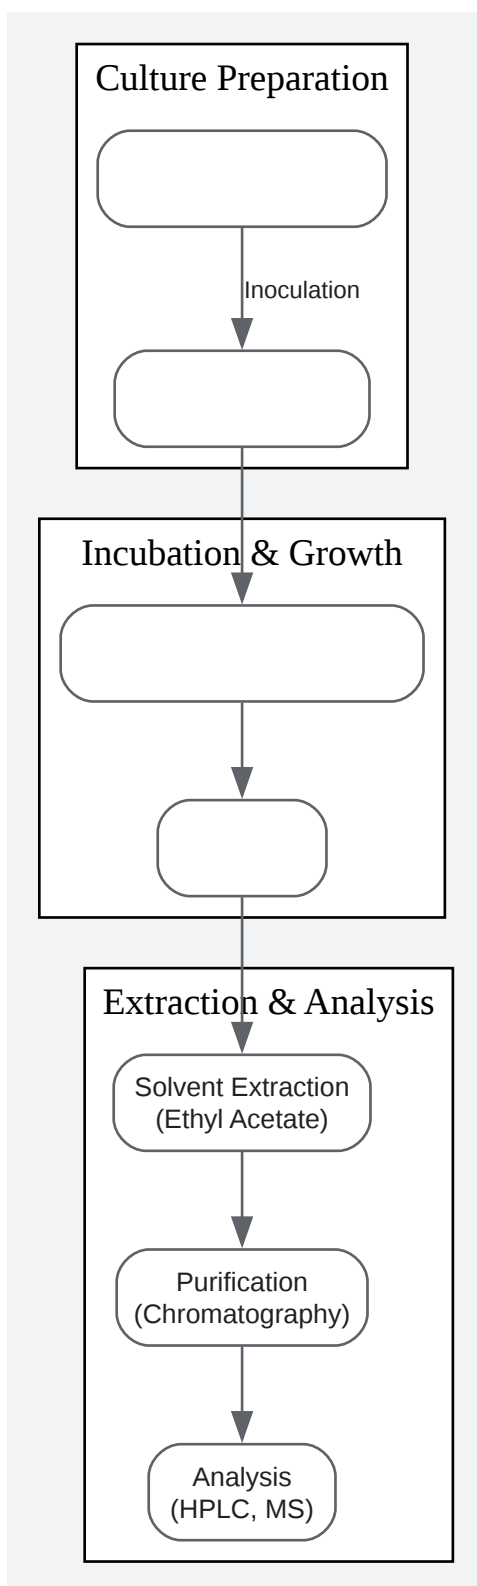 Culture Preparation
Inoculation
Incubation & Growth
Extraction & Analysis
Solvent Extraction
(Ethyl Acetate)
Purification
(Chromatography)
Analysis
(HPLC, MS)